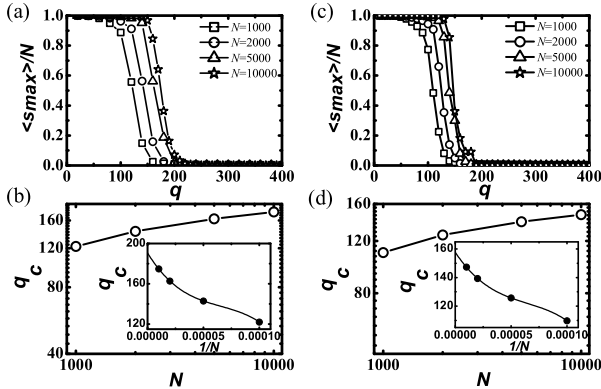 (a)
<smax>/N
1.0
0.8
0.6
0.4
0.2
0.0
0 100 200 300 400
q
N=1000
N=2000
N=5000
N=10000
(c)
<smax>/N
1.0
0.8
0.6
0.4
0.2
0.0
0 100 200 300 400
q
N=1000
N=2000
N=5000
N=10000
(b)
qc
160
120
80
40
1000 10000
N
qc
200
160
120
0.00000 0.00005 0.00010
1/N
(d)
qc
160
120
80
1000 10000
N
qc
160
140
120
0.00000 0.00005 0.00010
1/N